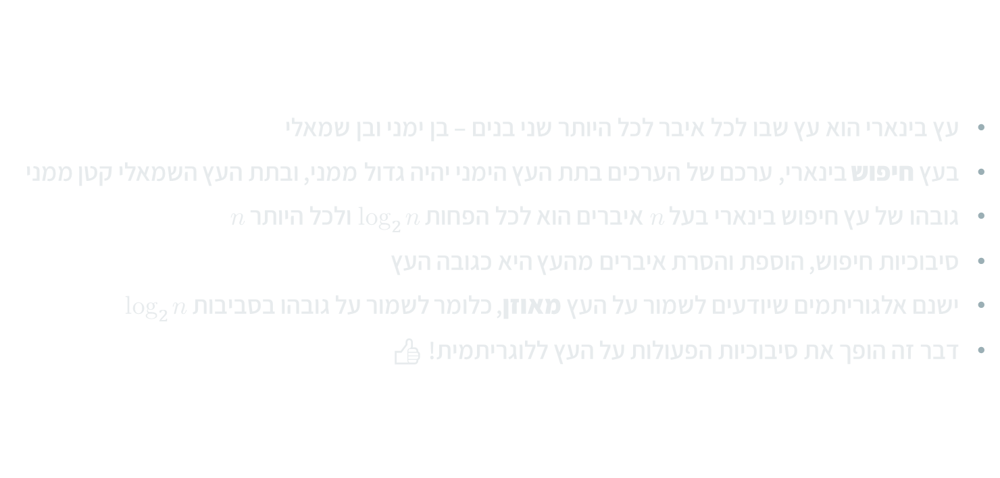 • עץ בינארי הוא עץ שבו לכל איבר לכל היותר שני בנים – בן ימני ובן שמאלי
• בעץ חיפוש בינארי, ערכם של הערכים בתת העץ הימני יהיה גדול ממני, ובתת העץ השמאלי קטן ממני
• גובהו של עץ חיפוש בינארי בעל n איברים הוא לכל הפחות log₂ n ולכל היותר n
• סיבוכיות חיפוש, הוספת והסרת איברים מהעץ היא כגובה העץ
• ישנם אלגוריתמים שיודעים לשמור על העץ מאוזן, כלומר לשמור על גובהו בסביבות log₂ n
• דבר זה הופך את סיבוכיות הפעולות על העץ ללוגריתמית! 👍